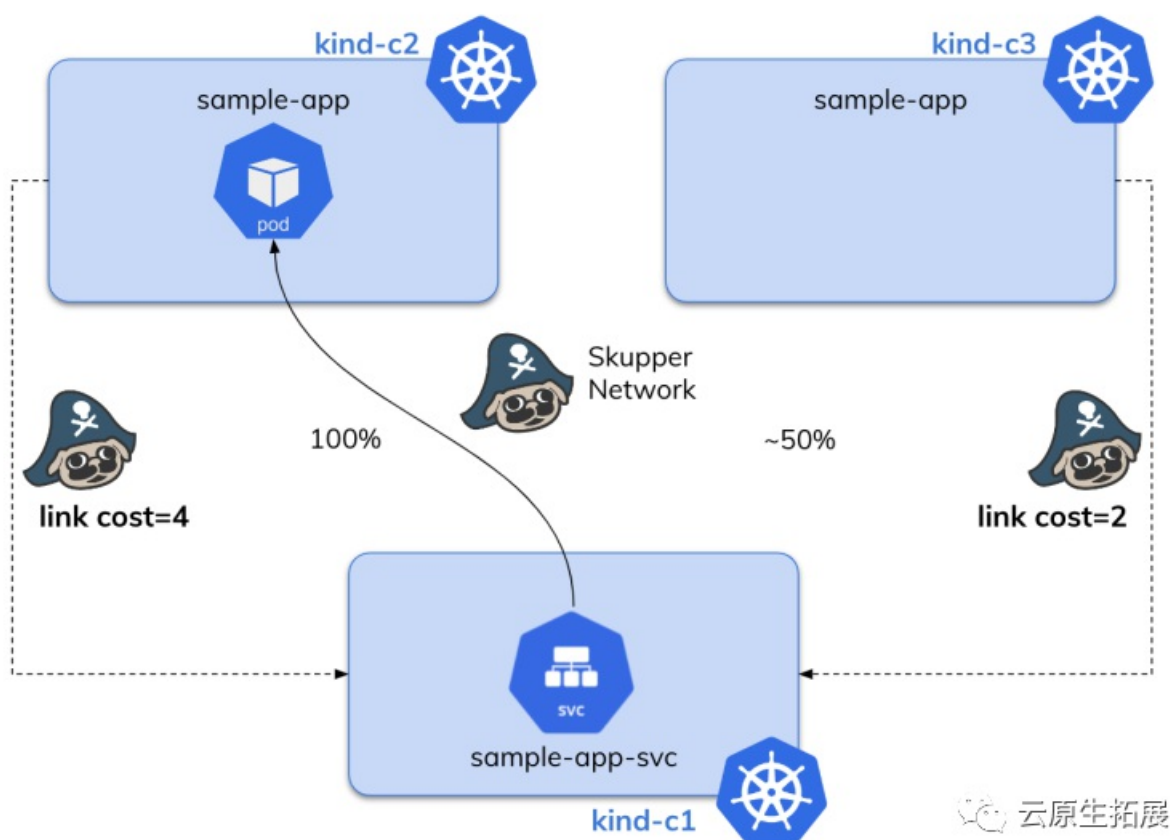 kind-c2
kind-c3
sample-app
sample-app
pod
Skupper
Network
100%
~50%
link cost=4
link cost=2
svc
sample-app-svc
kind-c1
云原生拓展